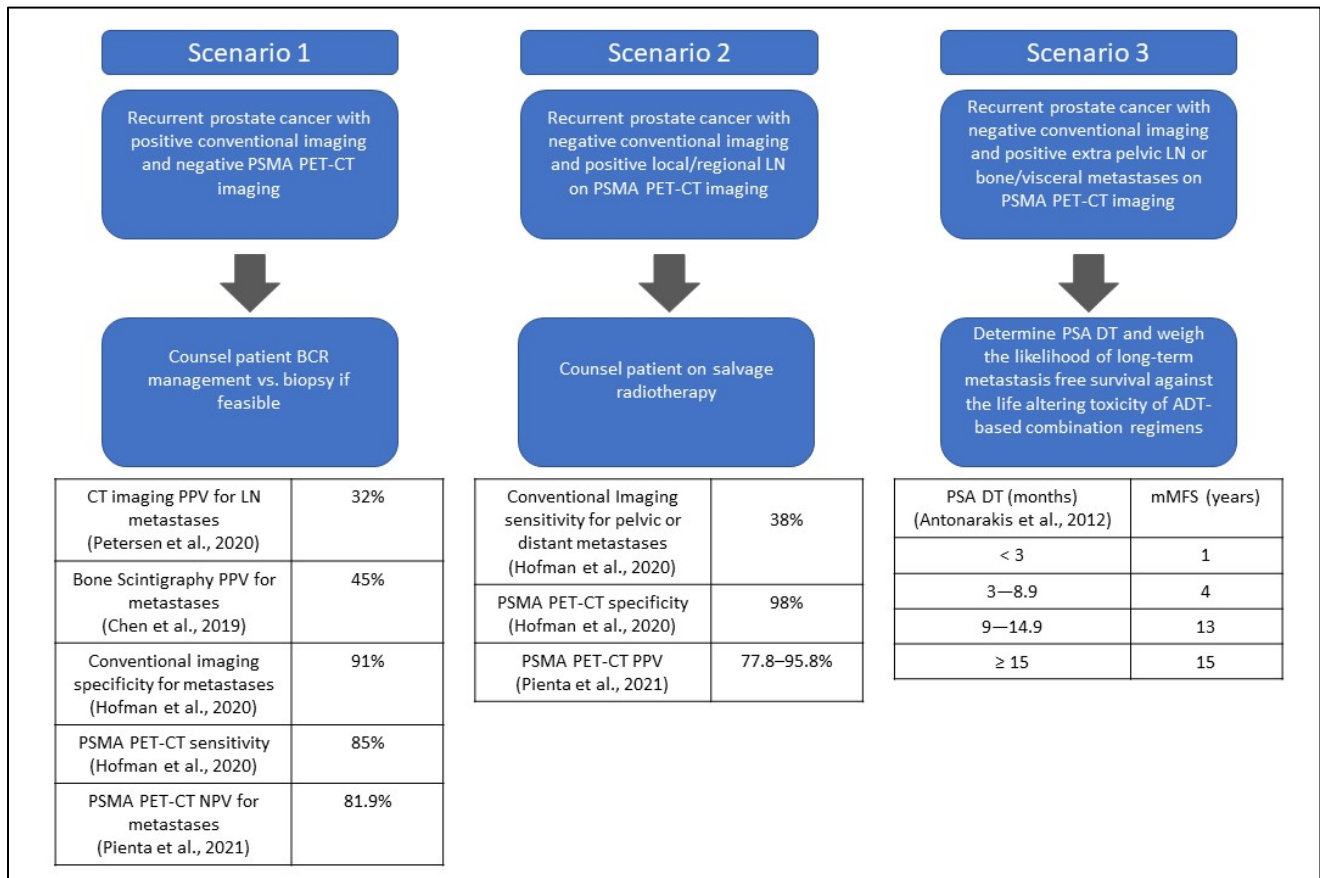 Scenario 1
Recurrent prostate cancer with
positive conventional imaging
and negative PSMA PET-CT
imaging
Counsel patient BCR
management vs. biopsy if
feasible
CT imaging PPV for LN
metastases
(Petersen et al., 2020)
32%
Bone Scintigraphy PPV for
metastases
(Chen et al., 2019)
45%
Conventional imaging
specificity for metastases
(Hofman et al., 2020)
91%
PSMA PET-CT sensitivity
(Hofman et al., 2020)
85%
PSMA PET-CT NPV for
metastases
(Pienta et al., 2021)
81.9%
Scenario 2
Recurrent prostate cancer with
negative conventional imaging
and positive local/regional LN
on PSMA PET-CT imaging
Counsel patient on salvage
radiotherapy
Conventional Imaging
sensitivity for pelvic or
distant metastases
(Hofman et al., 2020)
38%
PSMA PET-CT specificity
(Hofman et al., 2020)
98%
PSMA PET-CT PPV
(Pienta et al., 2021)
77.8–95.8%
Scenario 3
Recurrent prostate cancer with
negative conventional imaging
and positive extra pelvic LN or
bone/visceral metastases on
PSMA PET-CT imaging
Determine PSA DT and weigh
the likelihood of long-term
metastasis free survival against
the life altering toxicity of ADT-
based combination regimens
PSA DT (months)
(Antonarakis et al., 2012)
mMFS (years)
< 3
1
3—8.9
4
9—14.9
13
≥ 15
15